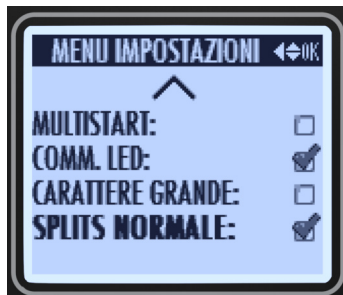 MENU IMPOSTAZIONI OK
MULTISTART:
COMM. LED:
CARATTERE GRANDE:
SPLITS NORMALE: